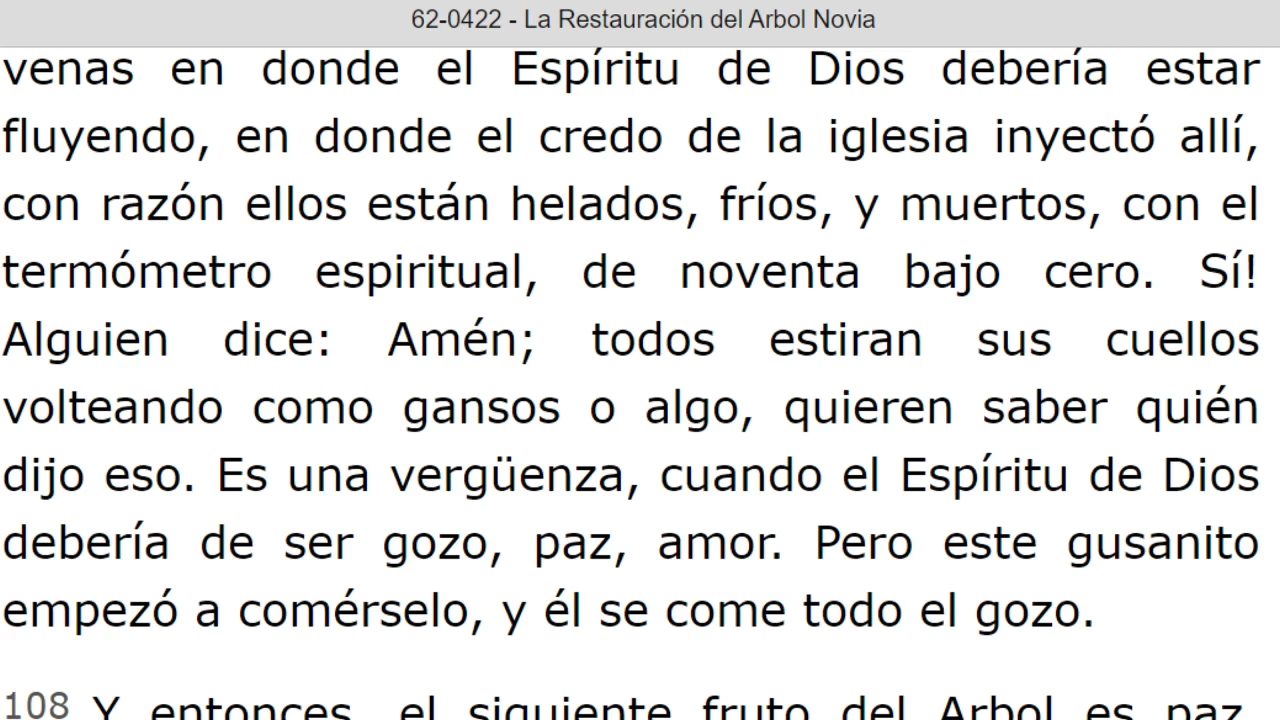 62-0422 - La Restauración del Arbol Novia
venas en donde el Espíritu de Dios debería estar
fluyendo, en donde el credo de la iglesia inyectó allí,
con razón ellos están helados, fríos, y muertos, con el
termómetro espiritual, de noventa bajo cero. Sí!
Alguien dice: Amén; todos estiran sus cuellos
volteando como gansos o algo, quieren saber quién
dijo eso. Es una vergüenza, cuando el Espíritu de Dios
debería de ser gozo, paz, amor. Pero este gusanito
empezó a comérselo, y él se come todo el gozo.
108 Y entonces, el siguiente fruto del Arbol es paz,